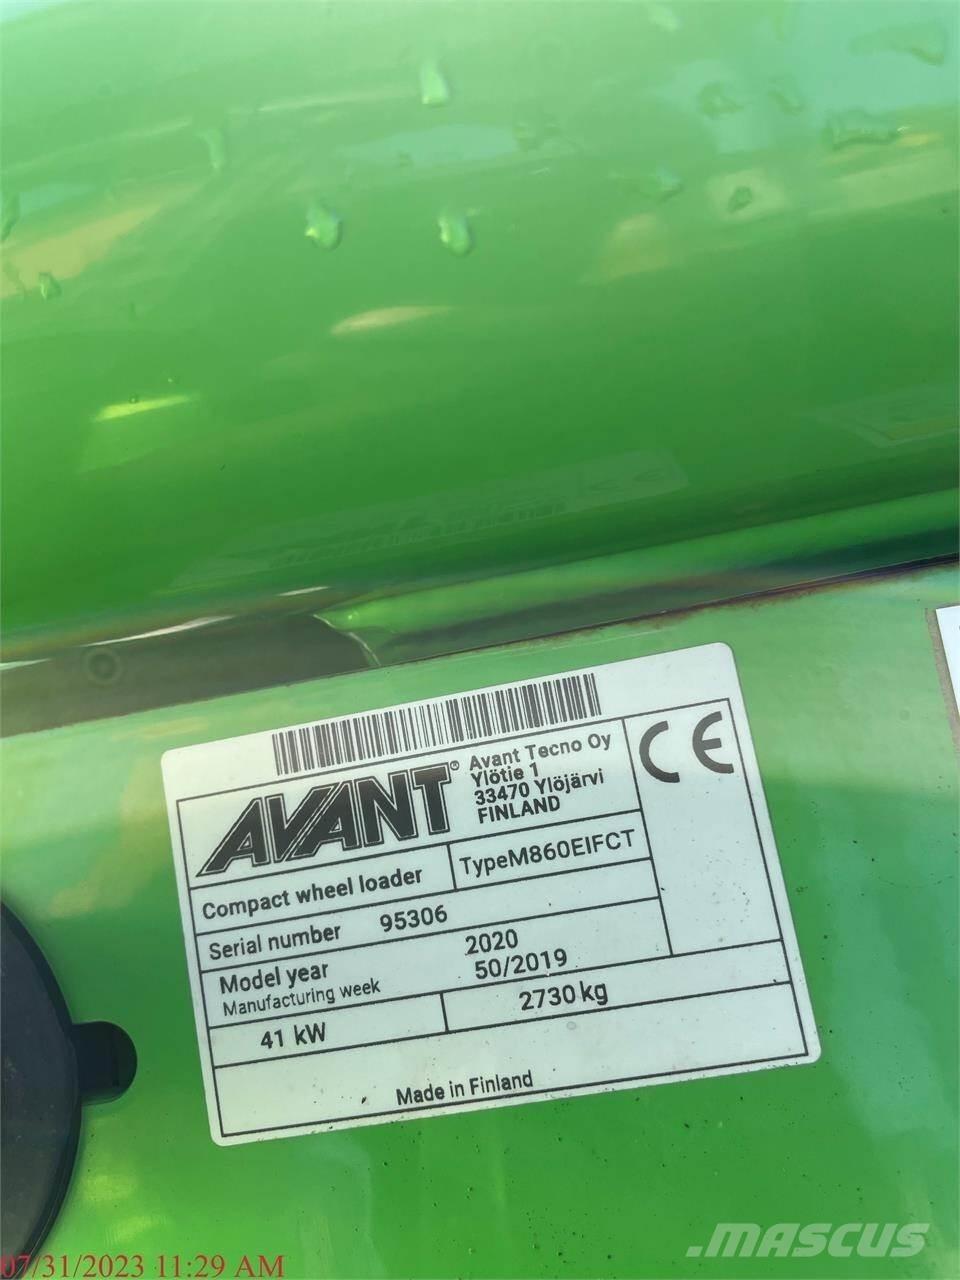 AVANT®
Avant Tecno Oy
Ylötie 1
33470 Ylöjärvi
FINLAND
CE
Compact wheel loader
TypeM860EIFCT
Serial number 95306
Model year 2020
Manufacturing week 50/2019
41 kW
2730 kg
Made in Finland
07/31/2023 11:29 AM
.MASCUS